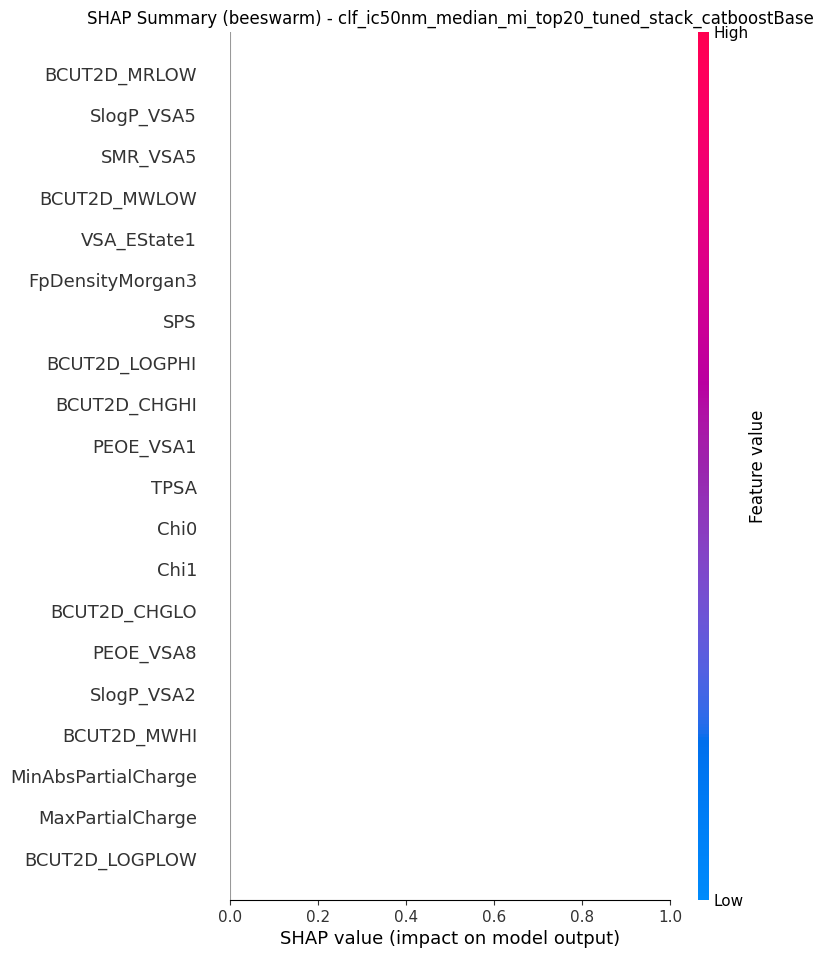 SHAP Summary (beeswarm) - clf_ic50nm_median_mi_top20_tuned_stack_catboostBase
High
BCUT2D_MRLOW
SlogP_VSA5
SMR_VSA5
BCUT2D_MWLOW
VSA_EState1
FpDensityMorgan3
SPS
BCUT2D_LOGPHI
BCUT2D_CHGHI
PEOE_VSA1
TPSA
Chi0
Chi1
BCUT2D_CHGLO
PEOE_VSA8
SlogP_VSA2
BCUT2D_MWHI
MinAbsPartialCharge
MaxPartialCharge
BCUT2D_LOGPLOW
Feature value
Low
0.0 0.2 0.4 0.6 0.8 1.0
SHAP value (impact on model output)